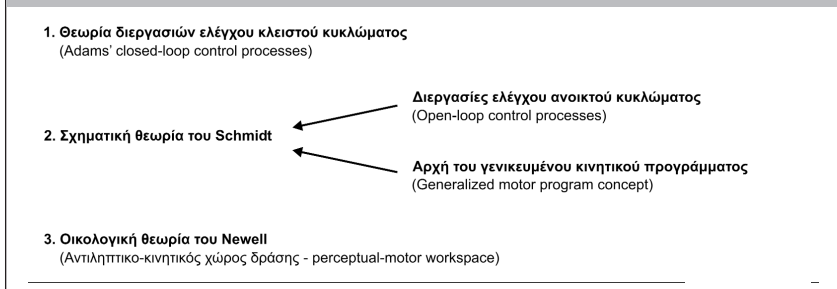 1. Θεωρία διεργασιών ελέγχου κλειστού κυκλώματος
(Adams' closed-loop control processes)
Διεργασίες ελέγχου ανοικτού κυκλώματος
(Open-loop control processes)
2. Σχηματική θεωρία του Schmidt
Αρχή του γενικευμένου κινητικού προγράμματος
(Generalized motor program concept)
3. Οικολογική θεωρία του Newell
(Αντιληπτικο-κινητικός χώρος δράσης - perceptual-motor workspace)